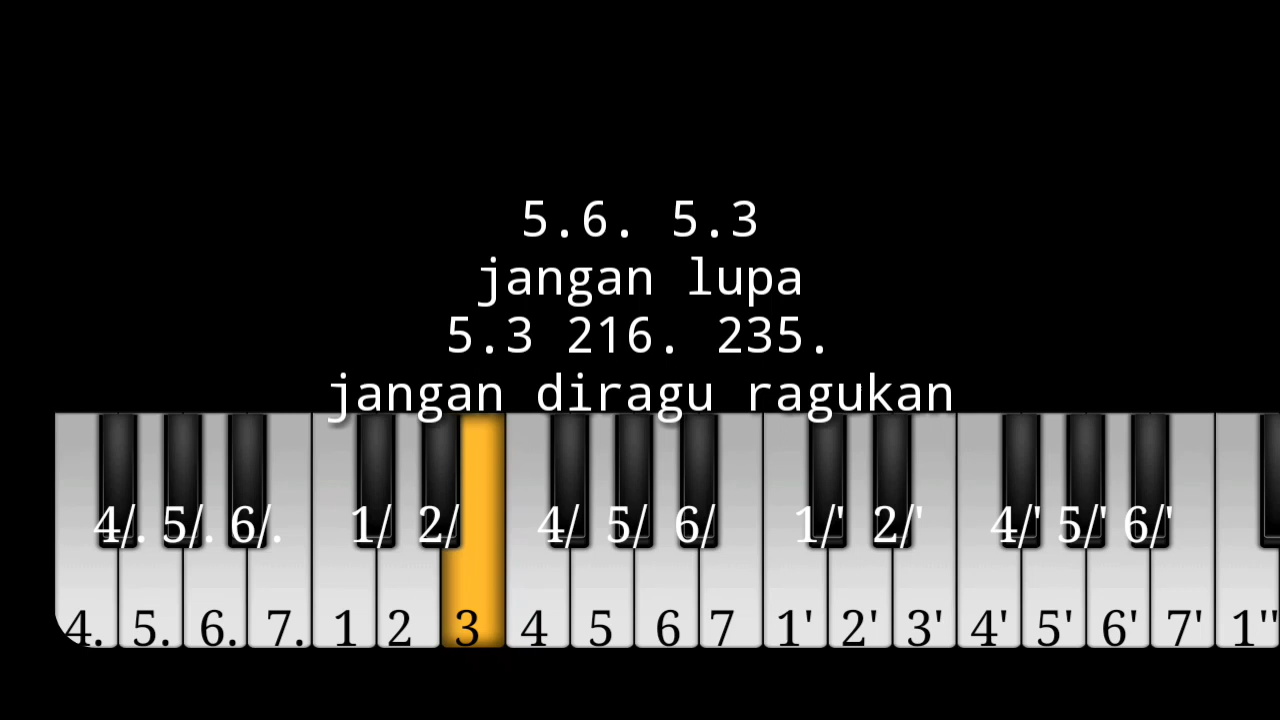 5.6. 5.3
jangan lupa
5.3 216. 235.
jangan diragu ragukan
4/. 5/. 6/. 1/ 2/ 4/ 5/ 6/ 1/' 2/' 4/' 5/' 6/'
4. 5. 6. 7. 1 2 3 4 5 6 7 1' 2' 3' 4' 5' 6' 7' 1''